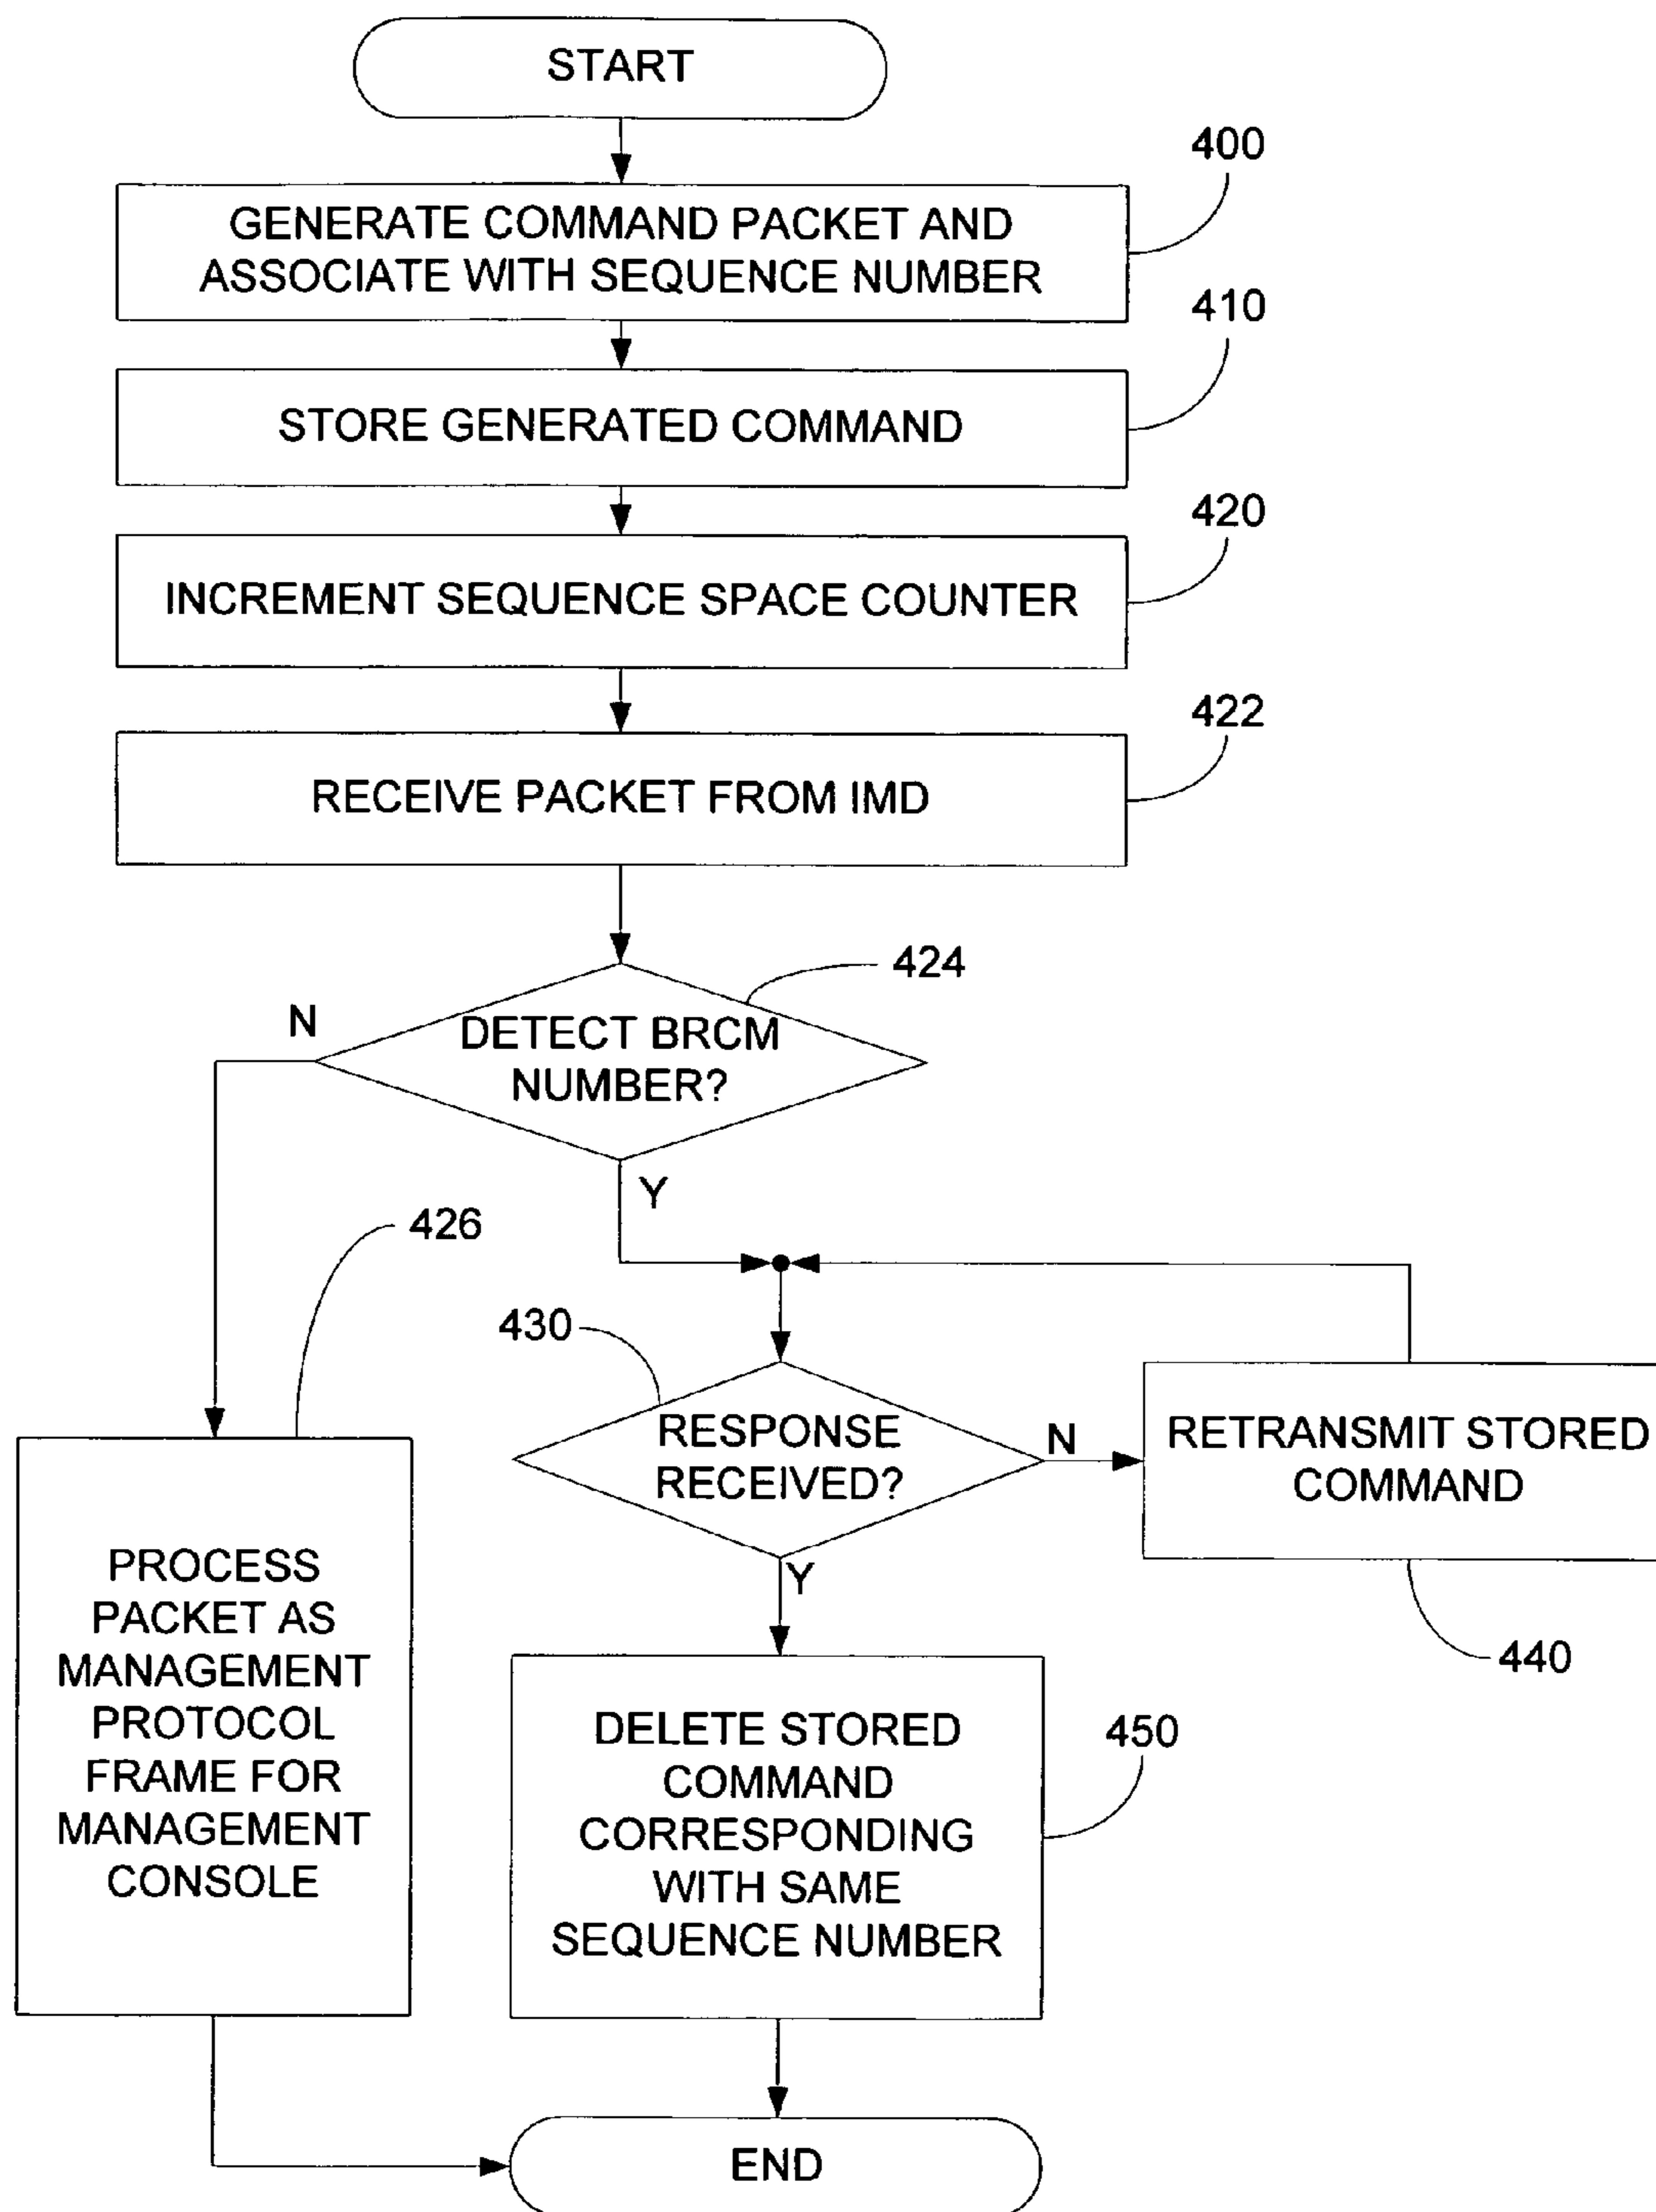 START
400
GENERATE COMMAND PACKET AND
ASSOCIATE WITH SEQUENCE NUMBER
410
STORE GENERATED COMMAND
420
INCREMENT SEQUENCE SPACE COUNTER
422
RECEIVE PACKET FROM IMD
424
N
DETECT BRCM
NUMBER?
Y
426
430
RESPONSE
RECEIVED?
N
RETRANSMIT STORED
COMMAND
Y
440
PROCESS
PACKET AS
MANAGEMENT
PROTOCOL
FRAME FOR
MANAGEMENT
CONSOLE
DELETE STORED
COMMAND
CORRESPONDING
WITH SAME
SEQUENCE NUMBER
450
END